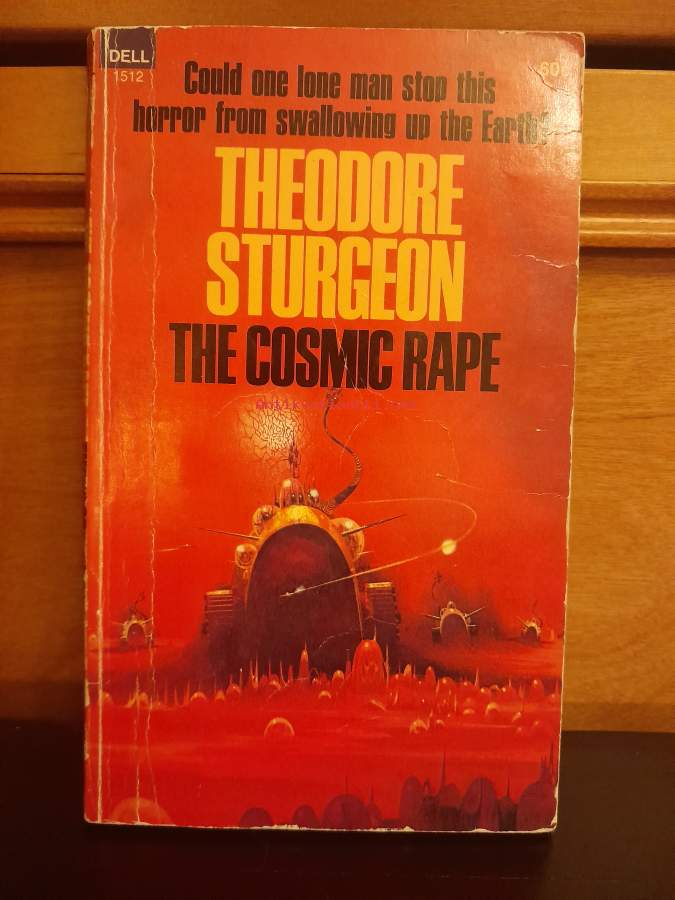 DELL
1512
60¢
Could one lone man stop this
horror from swallowing up the Earth?
THEODORE
STURGEON
THE COSMIC RAPE